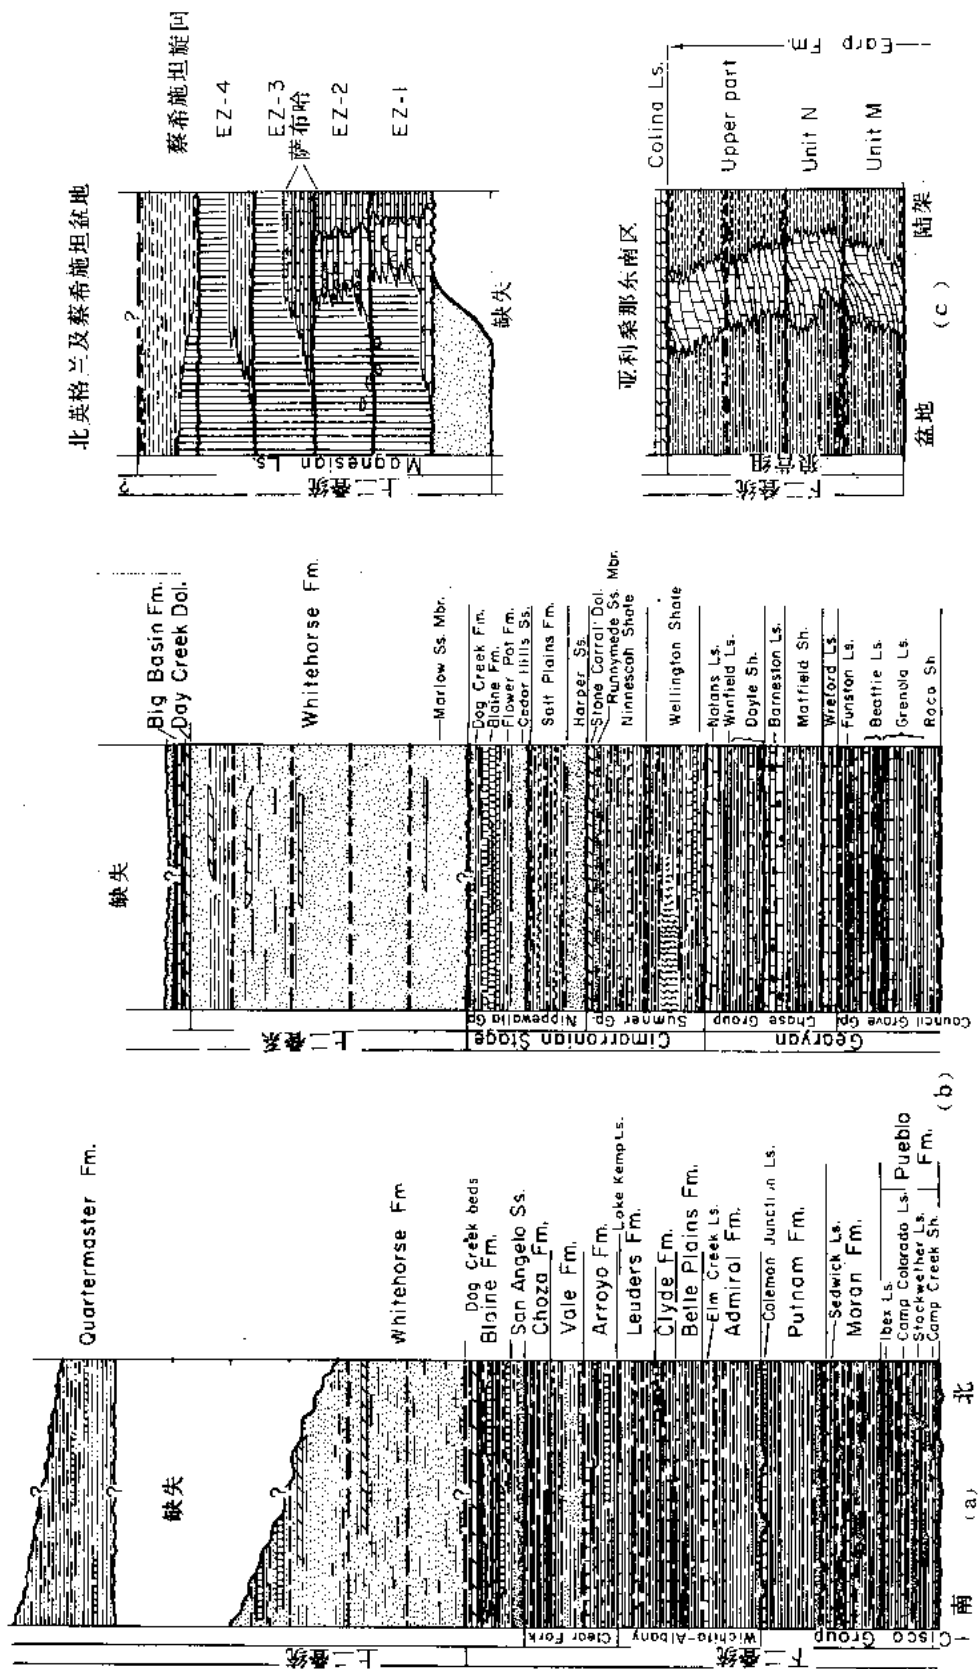 Quartermaster Fm.
缺失
Whitehorse Fm.
Dog Creek beds
Blaine Fm.
San Angelo Ss.
Choza Fm.
Vale Fm.
Arroyo Fm.
Lake Kemp Ls.
Leuders Fm.
Clyde Fm.
Belle Plains Fm.
Elm Creek Ls.
Admiral Fm.
Coleman Junction Ls.
Putnam Fm.
Sedwick Ls.
Moran Fm.
Ibex Ls.
Camp Colorado Ls.
Stockwether Ls.
Camp Creek Sh.
Pueblo Fm.
上二叠统
下二叠统
Clear Fork
Wichita-Albany
Cisco Group
?
?
?
?
南
北
(a)
缺失
Big Basin Fm.
Day Creek Dol.
Whitehorse Fm.
Marlow Ss. Mbr.
Dog Creek Fm.
Blaine Fm.
Flower Pot Fm.
Cedar Hills Ss.
Salt Plains Fm.
Harper Ss.
Stone Corral Dol.
Runnymede Ss. Mbr.
Ninnescah Shale
Wellington Shale
Nolans Ls.
Winfield Ls.
Doyle Sh.
Barneston Ls.
Matfield Sh.
Wreford Ls.
Funston Ls.
Beattie Ls.
Grenola Ls.
Roca Sh.
上二叠系
Cimarronian Stage
Gearyan
Nippewalla Gp.
Sumner Gp.
Chase Group
Council Grove Gp.
?
?
(b)
北英格兰及蔡希施坦盆地
蔡希施坦旋回
EZ-4
EZ-3
萨布哈
EZ-2
EZ-1
?
?
上二叠统
Magnesian Ls.
缺失
亚利桑那东南区
Colina Ls.
Upper part
Unit N
Unit M
Earp Fm.
下二叠统
狼营组
盆地
陆架
(c)